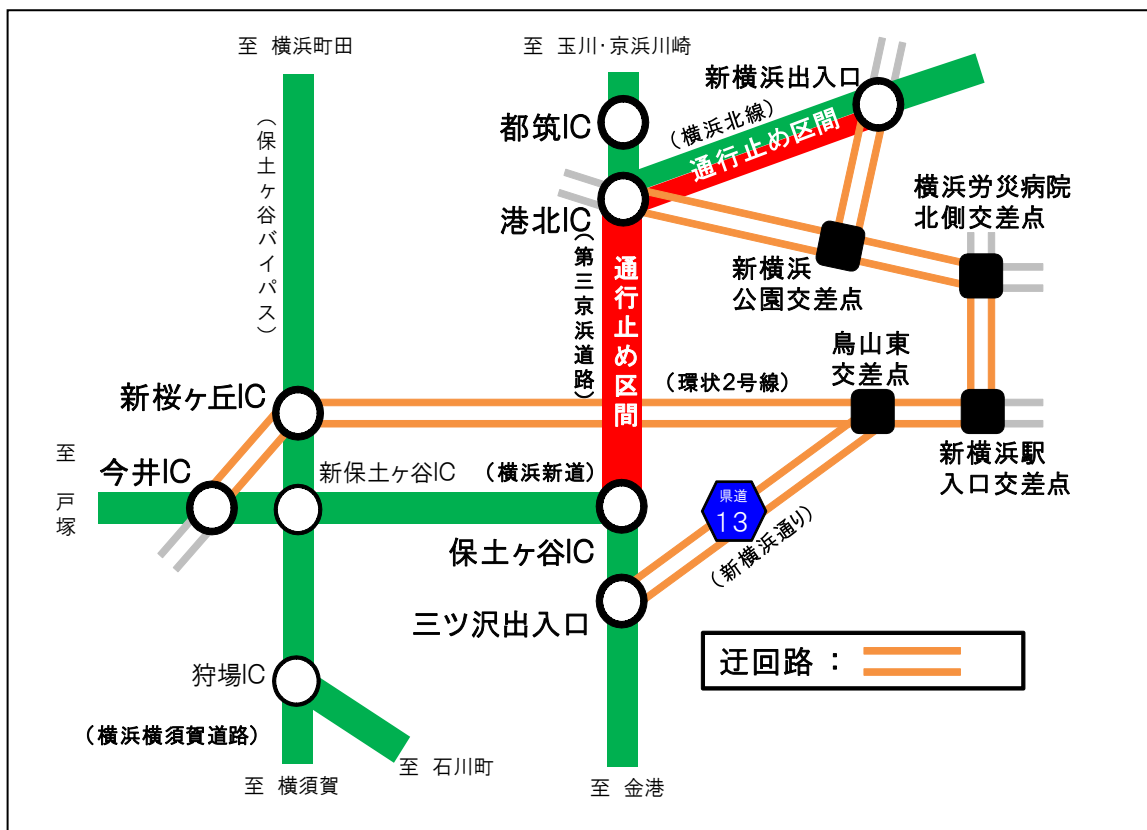 至 横浜町田
至 玉川・京浜川崎
新横浜出入口
（横浜北線）
通行止め区間
都筑IC
港北IC
（保土ヶ谷バイパス）
（第三京浜道路）
通行止め区間
横浜労災病院
北側交差点
新横浜
公園交差点
鳥山東
交差点
（環状2号線）
新桜ヶ丘IC
至 戸塚
今井IC
新保土ヶ谷IC
（横浜新道）
新横浜駅
入口交差点
県道
13
（新横浜通り）
保土ヶ谷IC
三ツ沢出入口
迂回路 ：
狩場IC
（横浜横須賀道路）
至 石川町
至 横須賀
至 金港